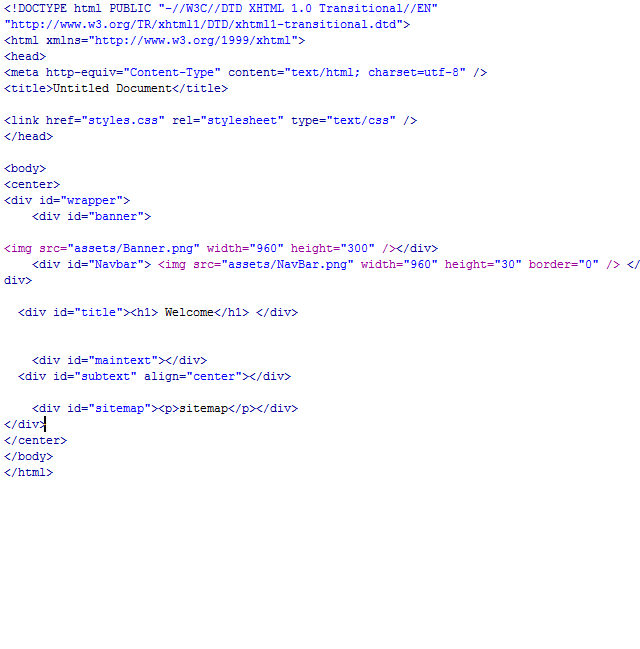 <!DOCTYPE html PUBLIC "-//W3C//DTD XHTML 1.0 Transitional//EN"
"http://www.w3.org/TR/xhtml1/DTD/xhtml1-transitional.dtd">
<html xmlns="http://www.w3.org/1999/xhtml">
<head>
<meta http-equiv="Content-Type" content="text/html; charset=utf-8" />
<title>Untitled Document</title>
<link href="styles.css" rel="stylesheet" type="text/css" />
</head>
<body>
<center>
<div id="wrapper">
<div id="banner">
<img src="assets/Banner.png" width="960" height="300" /></div>
<div id="Navbar"> <img src="assets/NavBar.png" width="960" height="30" border="0" /> </
div>
<div id="title"><h1> Welcome</h1> </div>
<div id="maintext"></div>
<div id="subtext" align="center"></div>
<div id="sitemap"><p>sitemap</p></div>
</div>
</center>
</body>
</html>